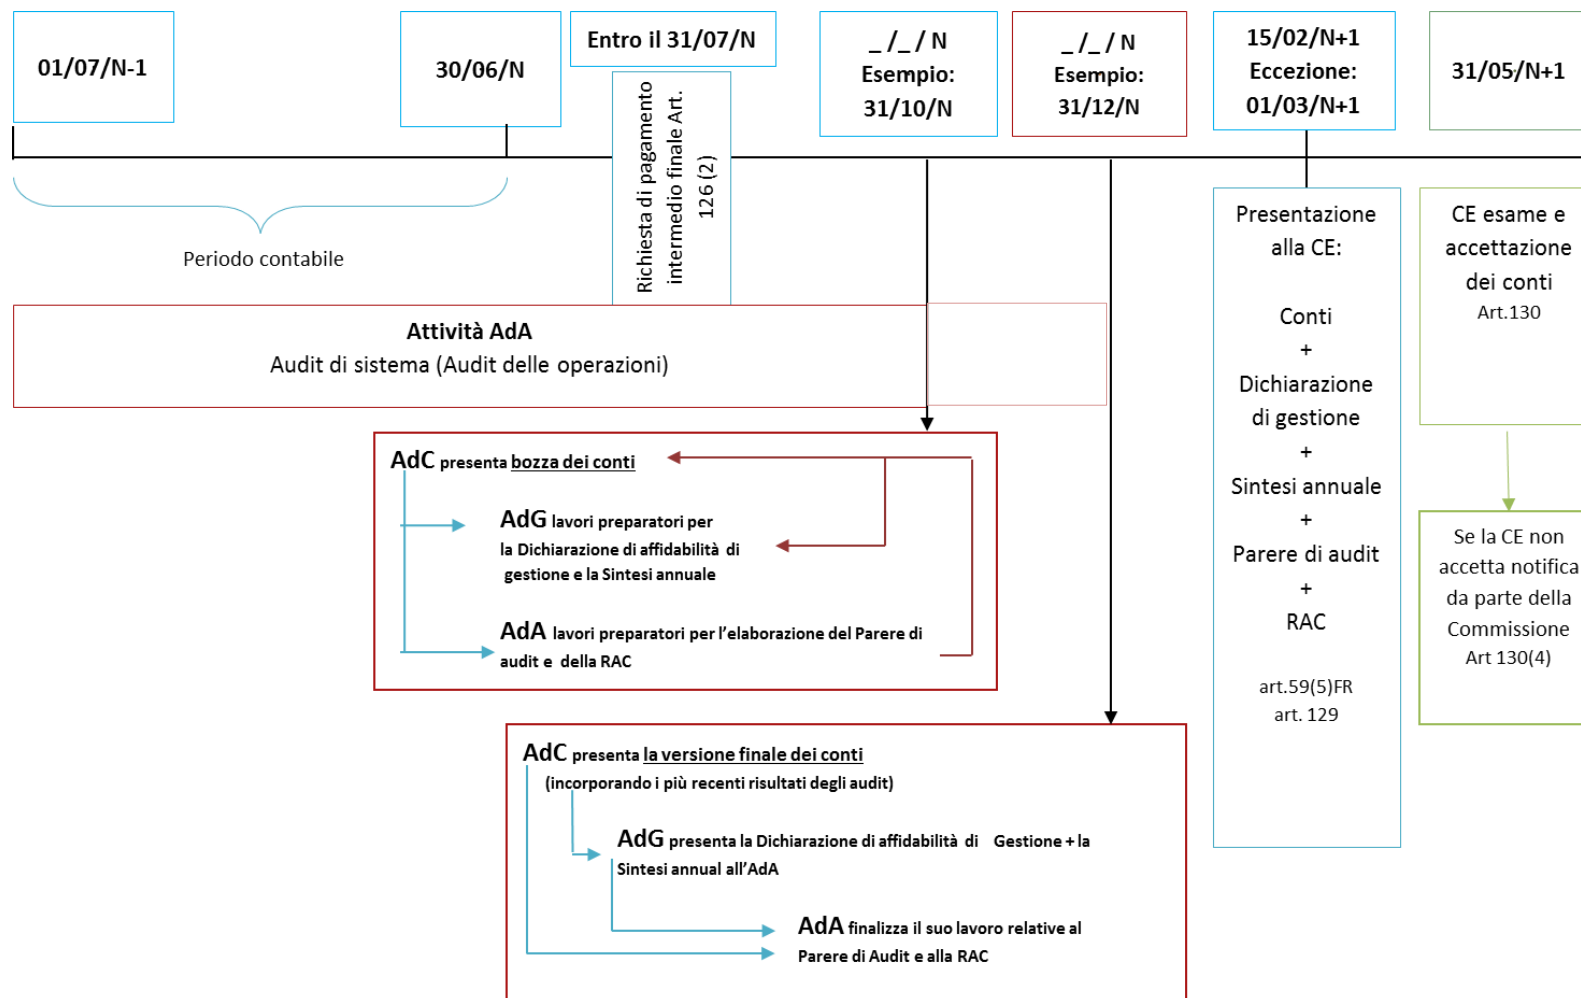 01/07/N-1
30/06/N
Entro il 31/07/N
_ /_ / N
Esempio:
31/10/N
_ /_ / N
Esempio:
31/12/N
15/02/N+1
Eccezione:
01/03/N+1
31/05/N+1
Richiesta di pagamento
intermedio finale Art.
126 (2)
Periodo contabile
Attività AdA
Audit di sistema (Audit delle operazioni)
AdC presenta bozza dei conti
AdG lavori preparatori per
la Dichiarazione di affidabilità di
gestione e la Sintesi annuale
AdA lavori preparatori per l'elaborazione del Parere di
audit e della RAC
AdC presenta la versione finale dei conti
(incorporando i più recenti risultati degli audit)
AdG presenta la Dichiarazione di affidabilità di Gestione + la
Sintesi annual all'AdA
AdA finalizza il suo lavoro relative al
Parere di Audit e alla RAC
Presentazione
alla CE:
Conti
+
Dichiarazione
di gestione
+
Sintesi annuale
+
Parere di audit
+
RAC
art.59(5)FR
art. 129
CE esame e
accettazione
dei conti
Art.130
Se la CE non
accetta notifica
da parte della
Commissione
Art 130(4)